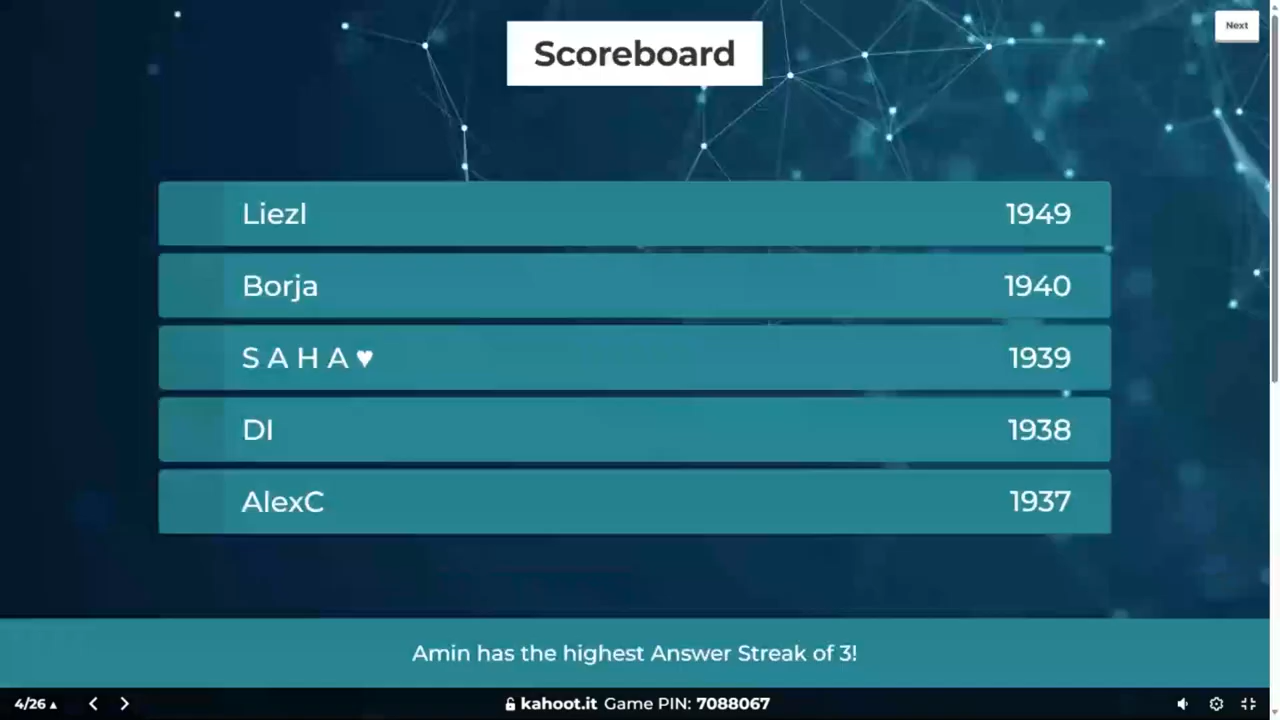 Scoreboard
Next
Liezl 1949
Borja 1940
S A H A ♥ 1939
DI 1938
AlexC 1937
Amin has the highest Answer Streak of 3!
4/26 ▲ kahoot.it Game PIN: 7088067